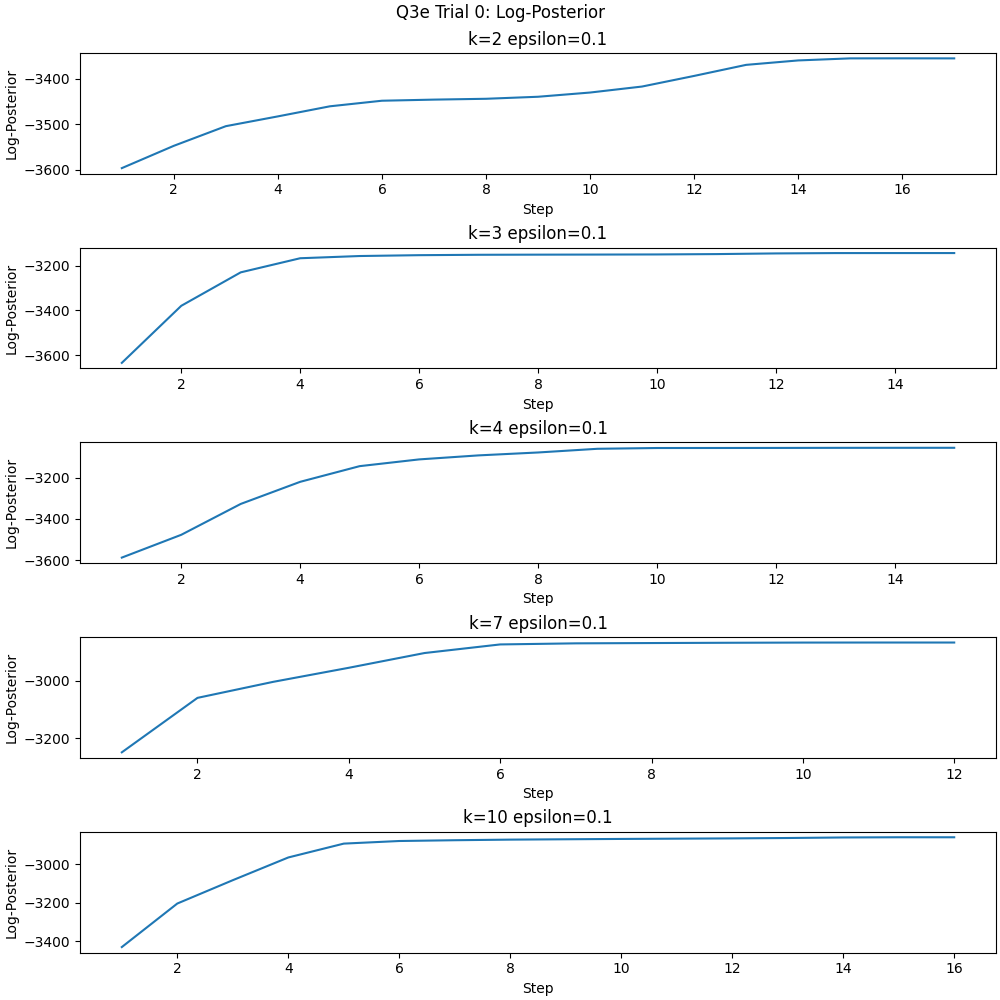 Q3e Trial 0: Log-Posterior
k=2 epsilon=0.1
Log-Posterior
−3400
−3500
−3600
2 4 6 8 10 12 14 16
Step
k=3 epsilon=0.1
Log-Posterior
−3200
−3400
−3600
2 4 6 8 10 12 14
Step
k=4 epsilon=0.1
Log-Posterior
−3200
−3400
−3600
2 4 6 8 10 12 14
Step
k=7 epsilon=0.1
Log-Posterior
−3000
−3200
2 4 6 8 10 12
Step
k=10 epsilon=0.1
Log-Posterior
−3000
−3200
−3400
2 4 6 8 10 12 14 16
Step